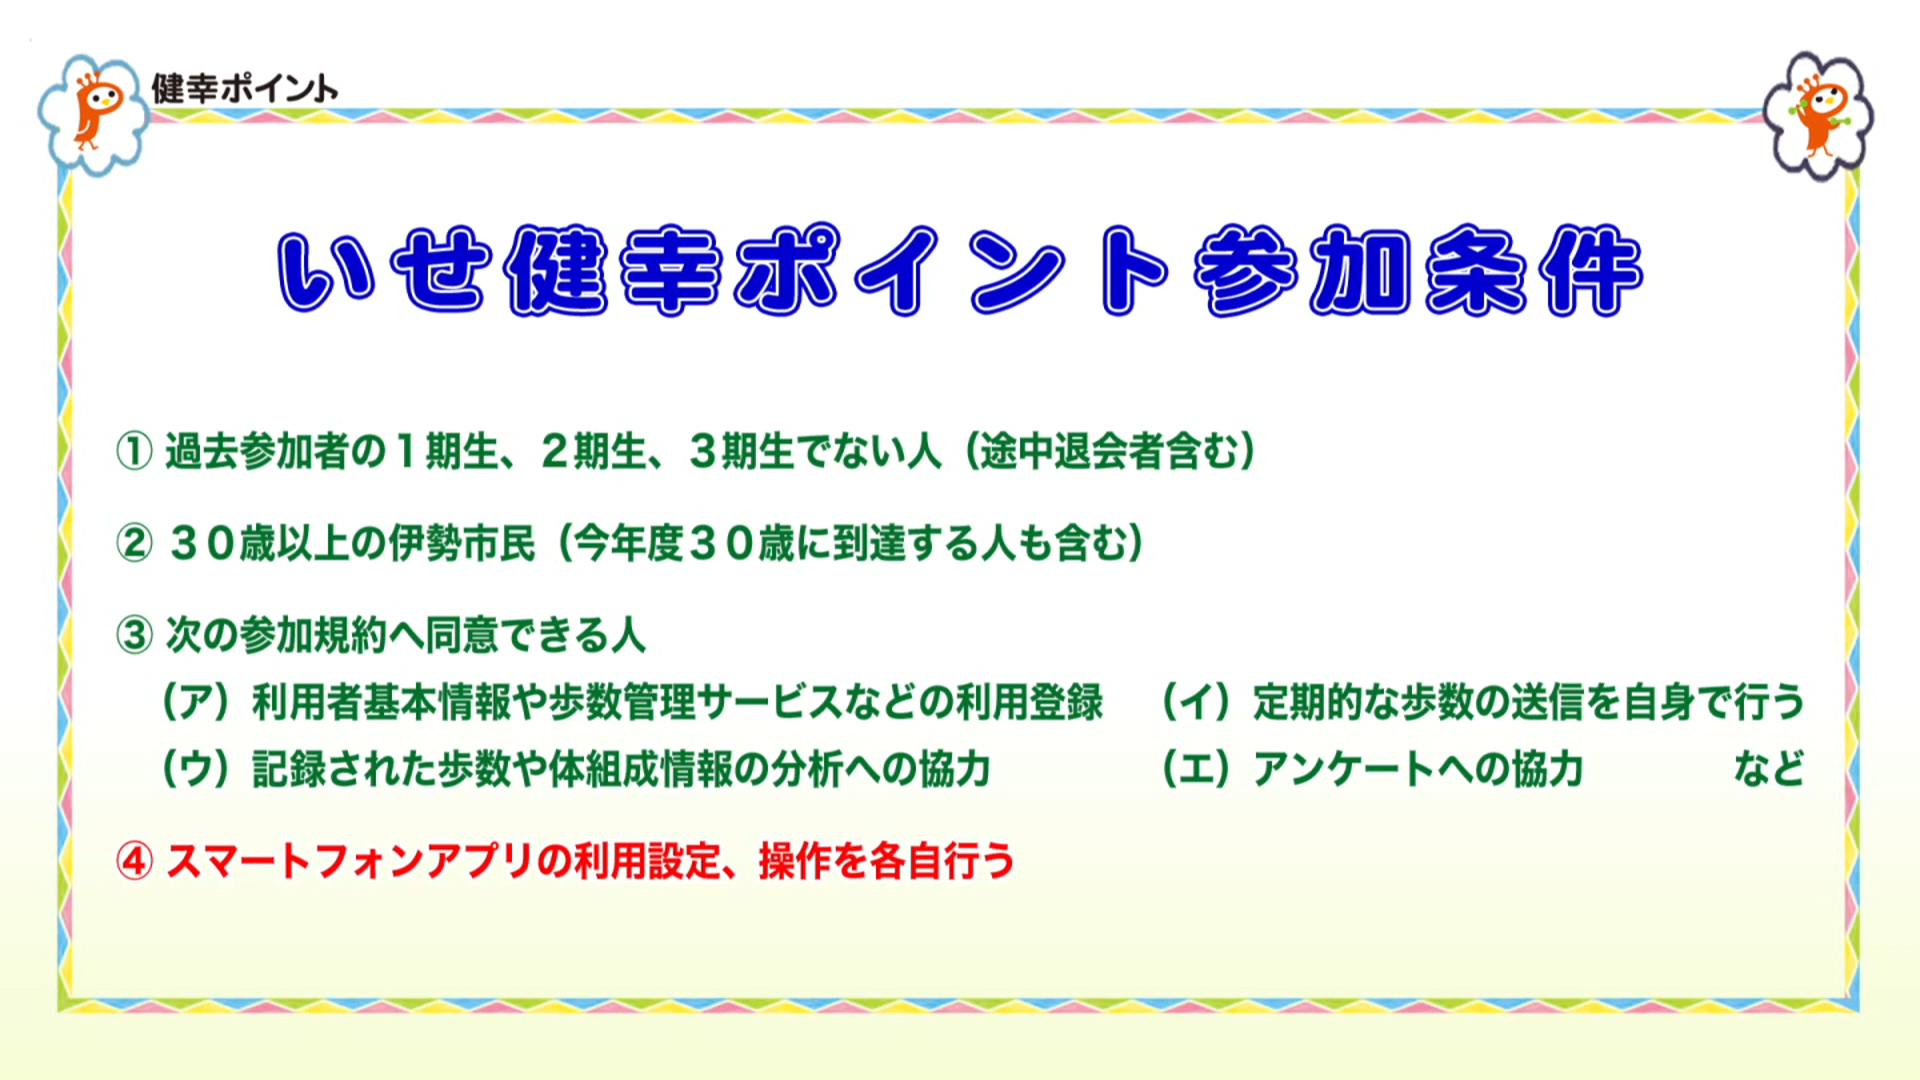 健幸ポイント
いせ健幸ポイント参加条件
① 過去参加者の１期生、２期生、３期生でない人（途中退会者含む）
② ３０歳以上の伊勢市民（今年度３０歳に到達する人も含む）
③ 次の参加規約へ同意できる人
（ア）利用者基本情報や歩数管理サービスなどの利用登録　（イ）定期的な歩数の送信を自身で行う
（ウ）記録された歩数や体組成情報の分析への協力　（エ）アンケートへの協力　など
④ スマートフォンアプリの利用設定、操作を各自行う